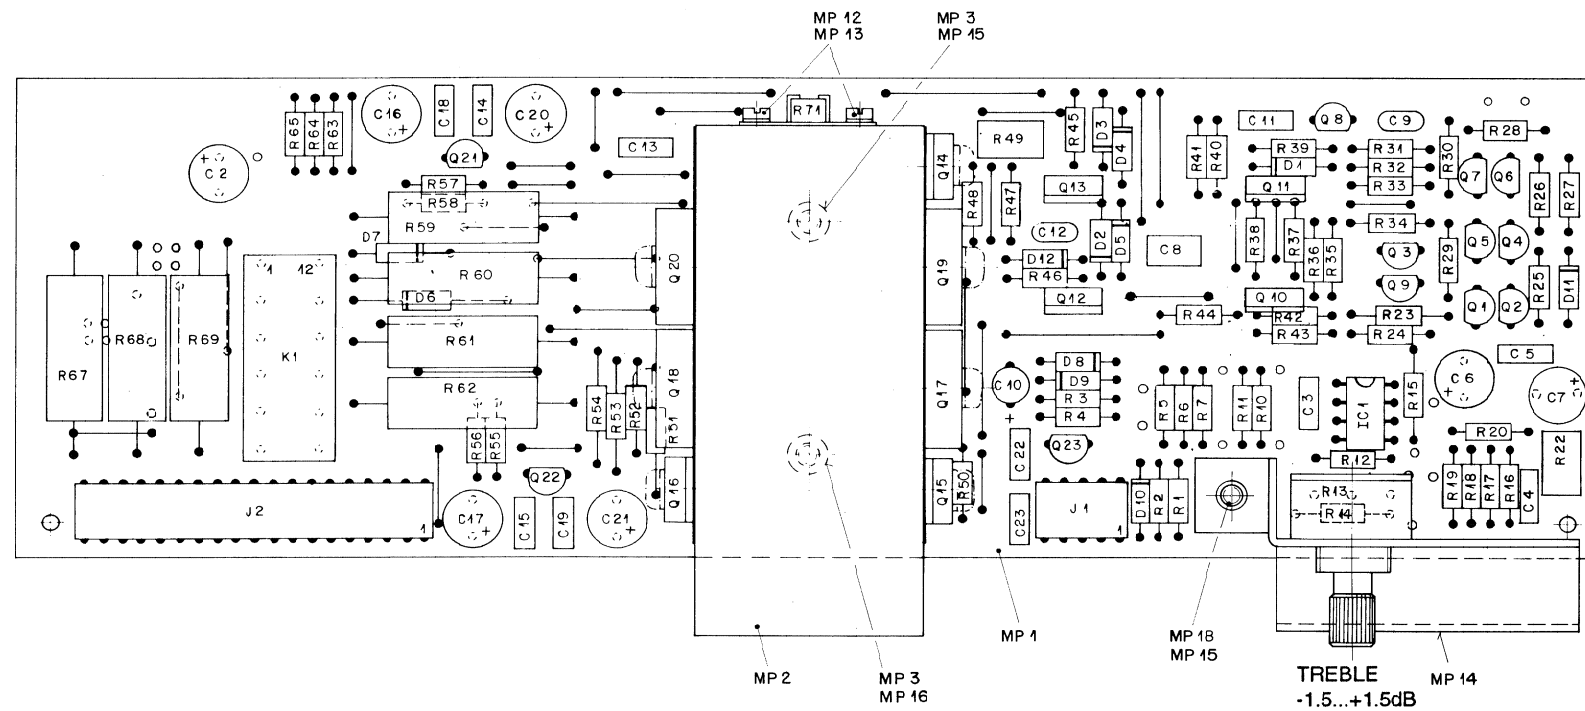 MP 12
MP 13
MP 3
MP 15
R65
R64
R63
C16
+
C18
C14
C20
+
Q21
+
C2
C13
R71
Q14
R49
R45
D3
D4
C11
Q8
C9
R28
R57
R58
R59
R48
R47
Q13
R41
R40
R39
D1
Q11
R31
R32
R33
R30
Q7
Q6
R26
R27
D7
R60
D6
Q20
Q19
C12
D2
D5
C8
D12
R46
Q12
R38
R37
R36
R35
R34
Q3
Q9
R29
Q5
Q4
R25
D11
R67
R68
R69
1
12
K1
R61
R62
R44
Q10
R42
R43
R23
R24
Q1
Q2
R54
R53
R52
R51
Q18
Q17
C10
+
D8
D9
R3
R4
R5
R6
R7
R11
R10
C3
IC1
R15
C6
+
C5
C7
+
R56
R55
Q22
Q16
Q15
R50
C22
Q23
R12
R20
R22
J2
1
C17
+
C15
C19
C21
+
C23
J1
1
D10
R2
R1
R13
R14
R19
R18
R17
R16
C4
MP 1
MP 18
MP 15
MP 2
MP 3
MP 16
TREBLE
-1.5...+1.5dB
MP 14